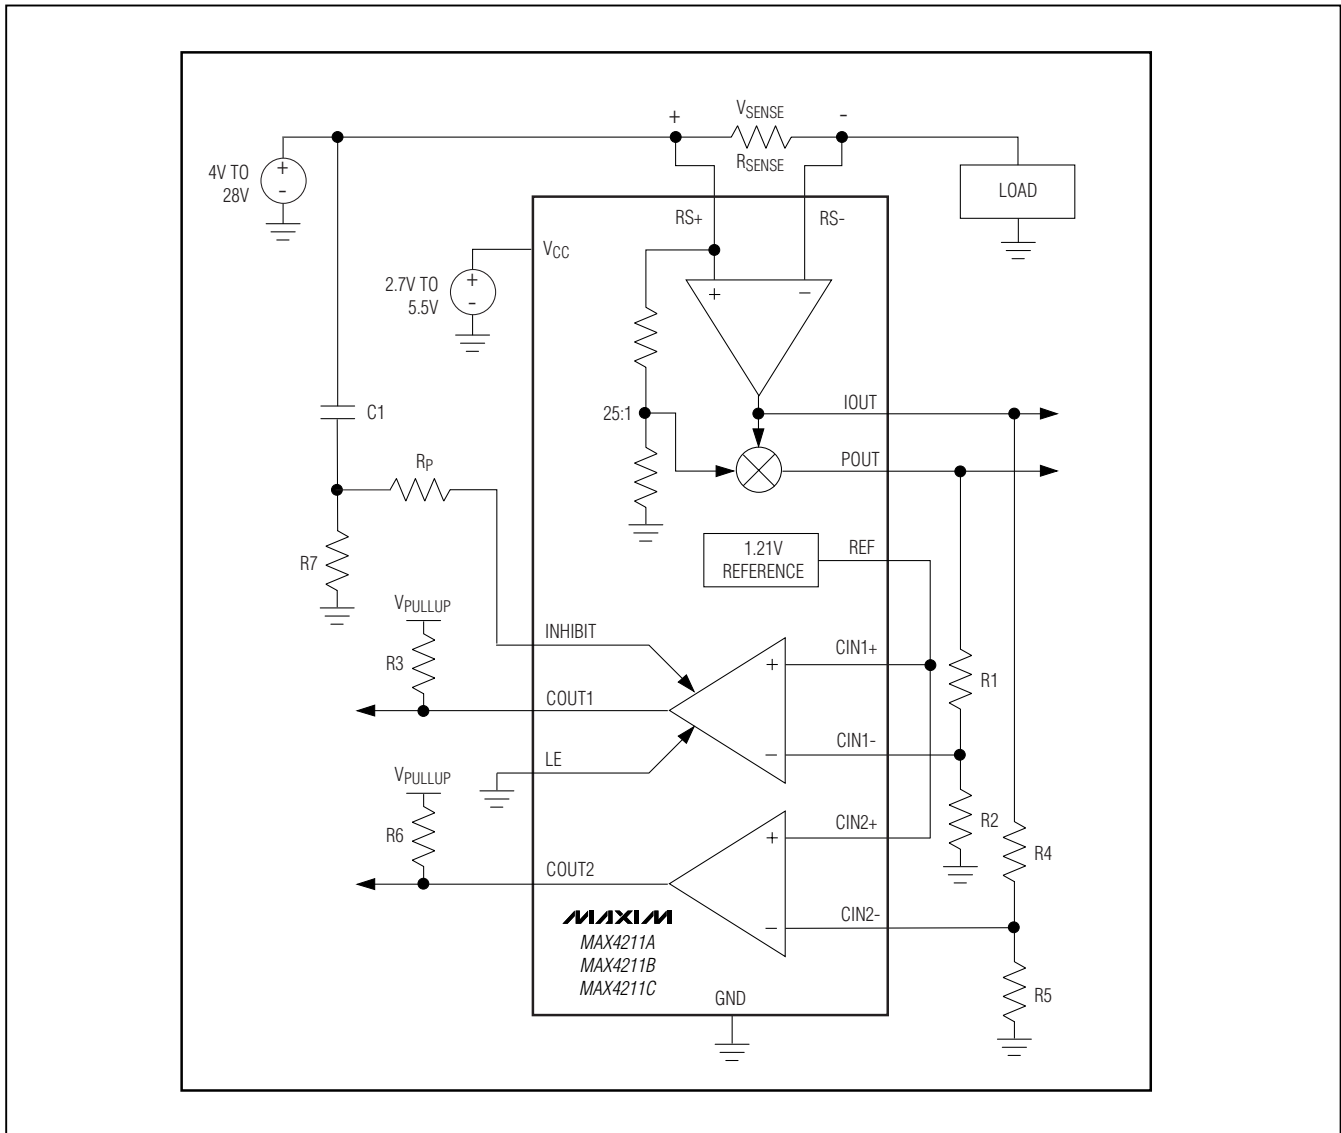 +
VSENSE
-
RSENSE
4V TO
28V
+
-
LOAD
RS+
RS-
VCC
2.7V TO
5.5V
+
-
+
-
25:1
IOUT
C1
POUT
RP
1.21V
REFERENCE
REF
R7
VPULLUP
INHIBIT
CIN1+
R3
+
R1
COUT1
CIN1-
-
LE
VPULLUP
CIN2+
R2
R6
+
R4
COUT2
MAXIM
CIN2-
-
MAX4211A
MAX4211B
MAX4211C
GND
R5